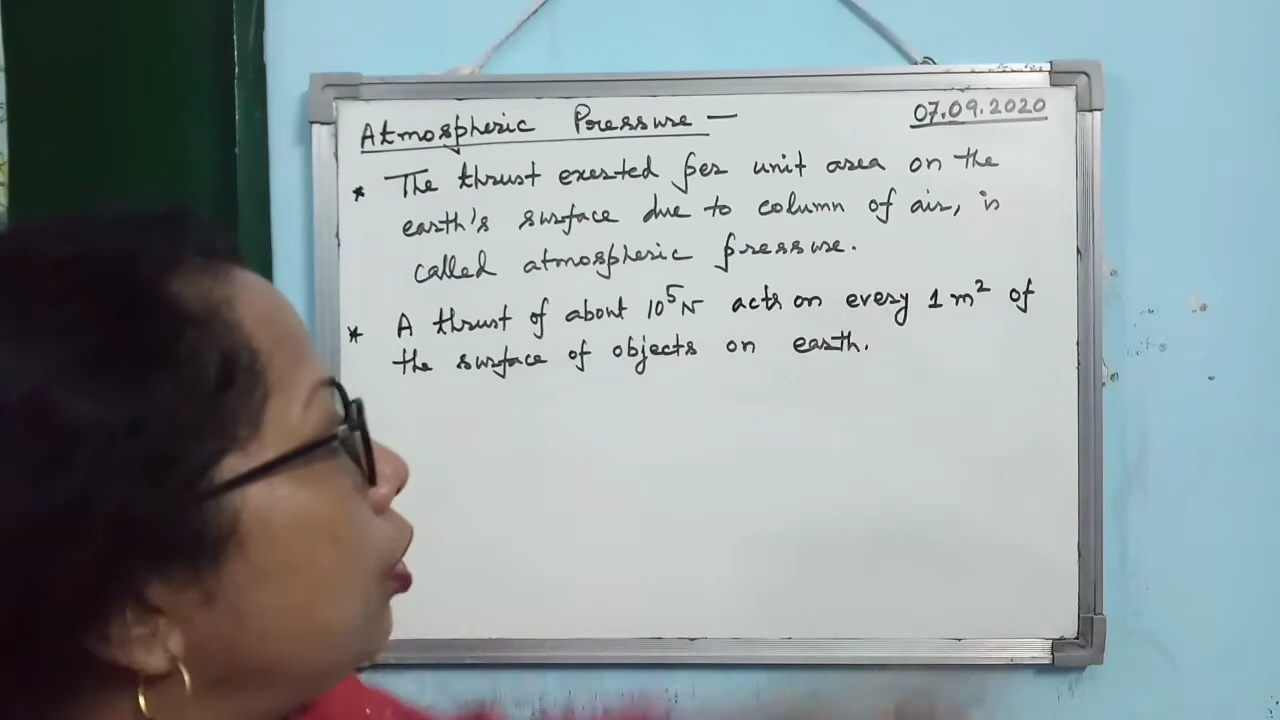 Atmospheric Pressure — 07.09.2020
* The thrust exerted per unit area on the
earth's surface due to column of air, is
called atmospheric pressure.
* A thrust of about 10⁵N acts on every 1 m² of
the surface of objects on earth.